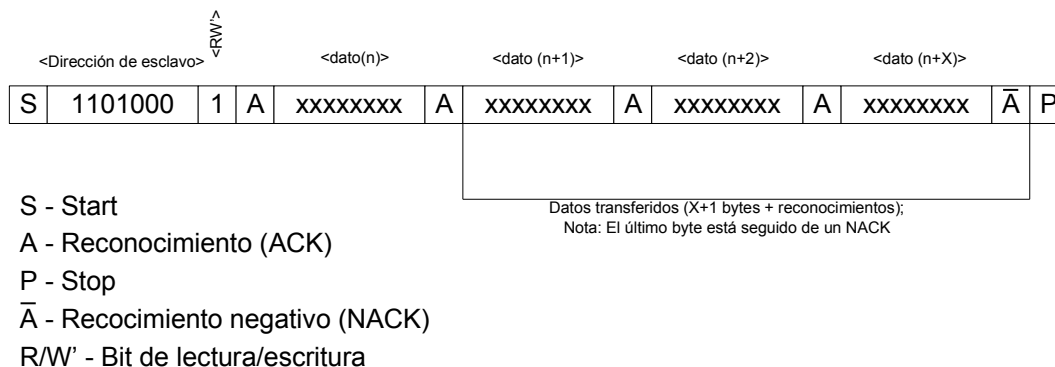 <Dirección de esclavo> <RW'> <dato(n)> <dato (n+1)> <dato (n+2)> <dato (n+X)>
S 1101000 1 A xxxxxxxx A xxxxxxxx A xxxxxxxx A xxxxxxxx A̅ P
Datos transferidos (X+1 bytes + reconocimientos);
Nota: El último byte está seguido de un NACK
S - Start
A - Reconocimiento (ACK)
P - Stop
A̅ - Recocimiento negativo (NACK)
R/W’ - Bit de lectura/escritura